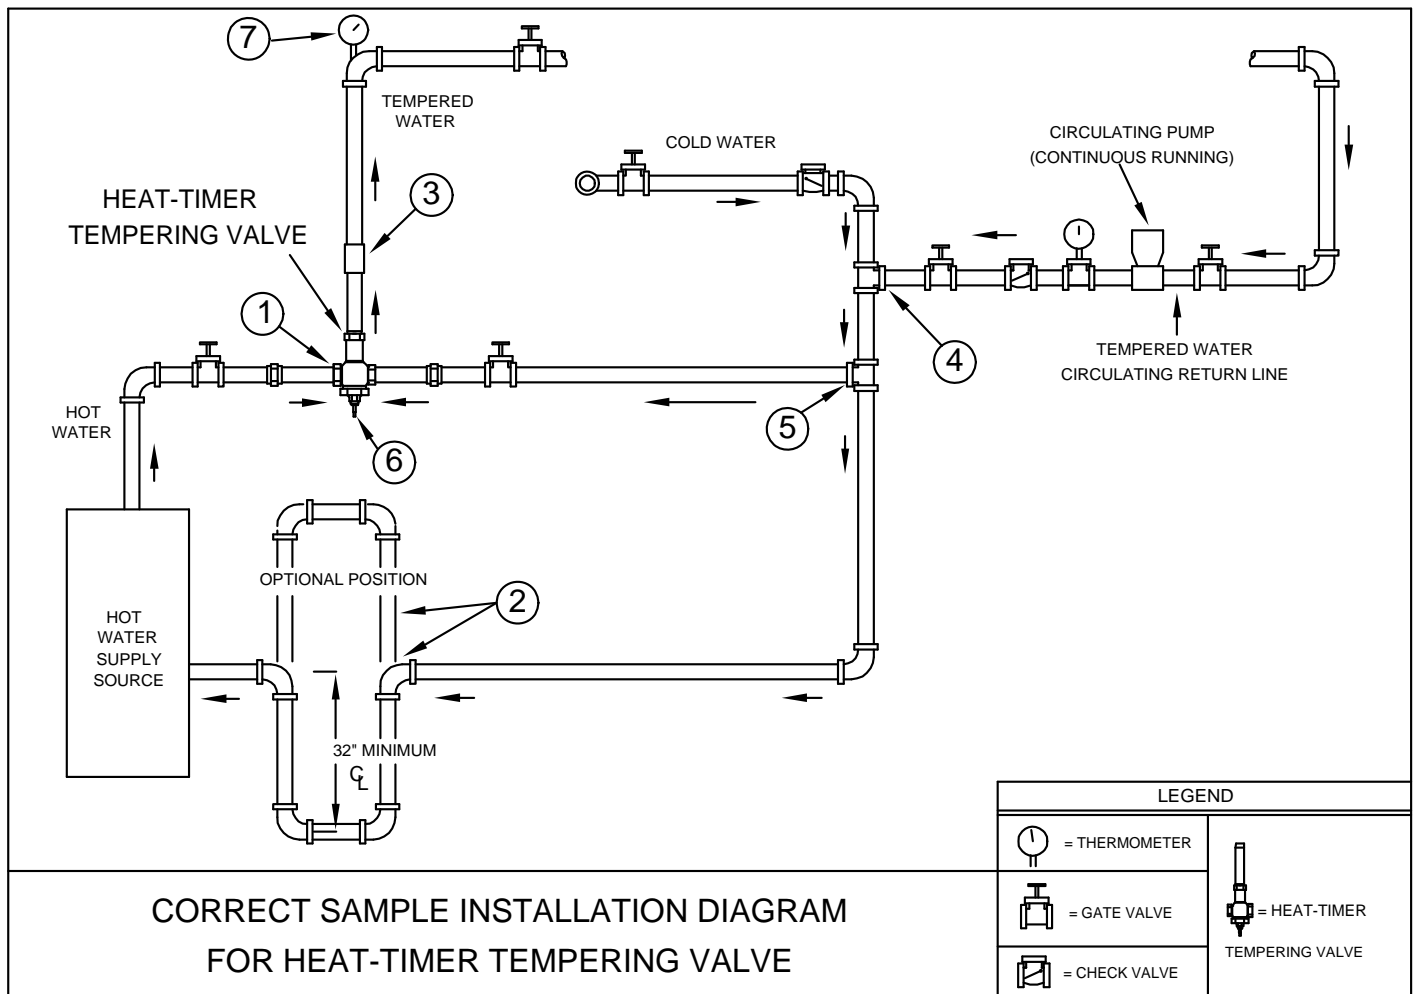 7
TEMPERED
WATER
COLD WATER
CIRCULATING PUMP
(CONTINUOUS RUNNING)
HEAT-TIMER
TEMPERING VALVE
3
1
4
TEMPERED WATER
CIRCULATING RETURN LINE
HOT
WATER
5
6
OPTIONAL POSITION
2
HOT
WATER
SUPPLY
SOURCE
32" MINIMUM
CL
LEGEND
= THERMOMETER
= GATE VALVE
= CHECK VALVE
= HEAT-TIMER
TEMPERING VALVE
CORRECT SAMPLE INSTALLATION DIAGRAM
FOR HEAT-TIMER TEMPERING VALVE